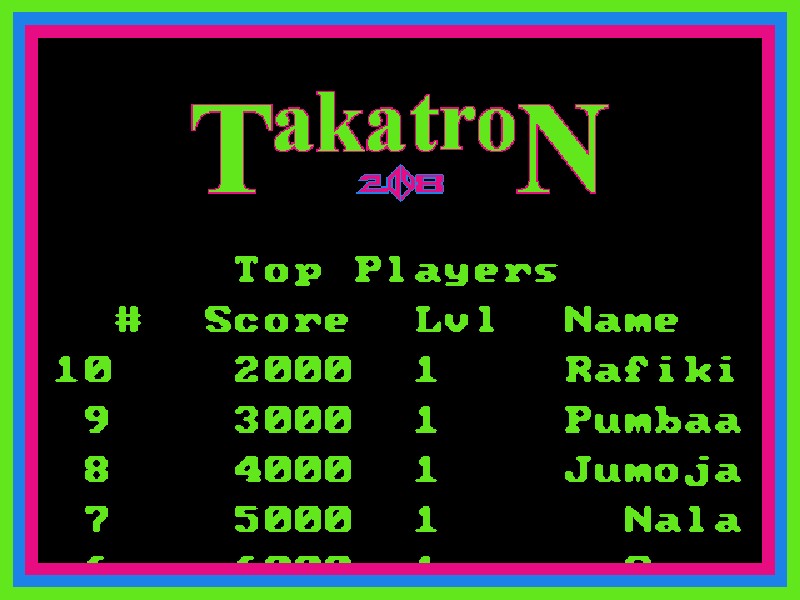 TakatroN
Top Players
# Score Lvl Name
10 2000 1 Rafiki
9 3000 1 Pumbaa
8 4000 1 Jumoja
7 5000 1 Nala